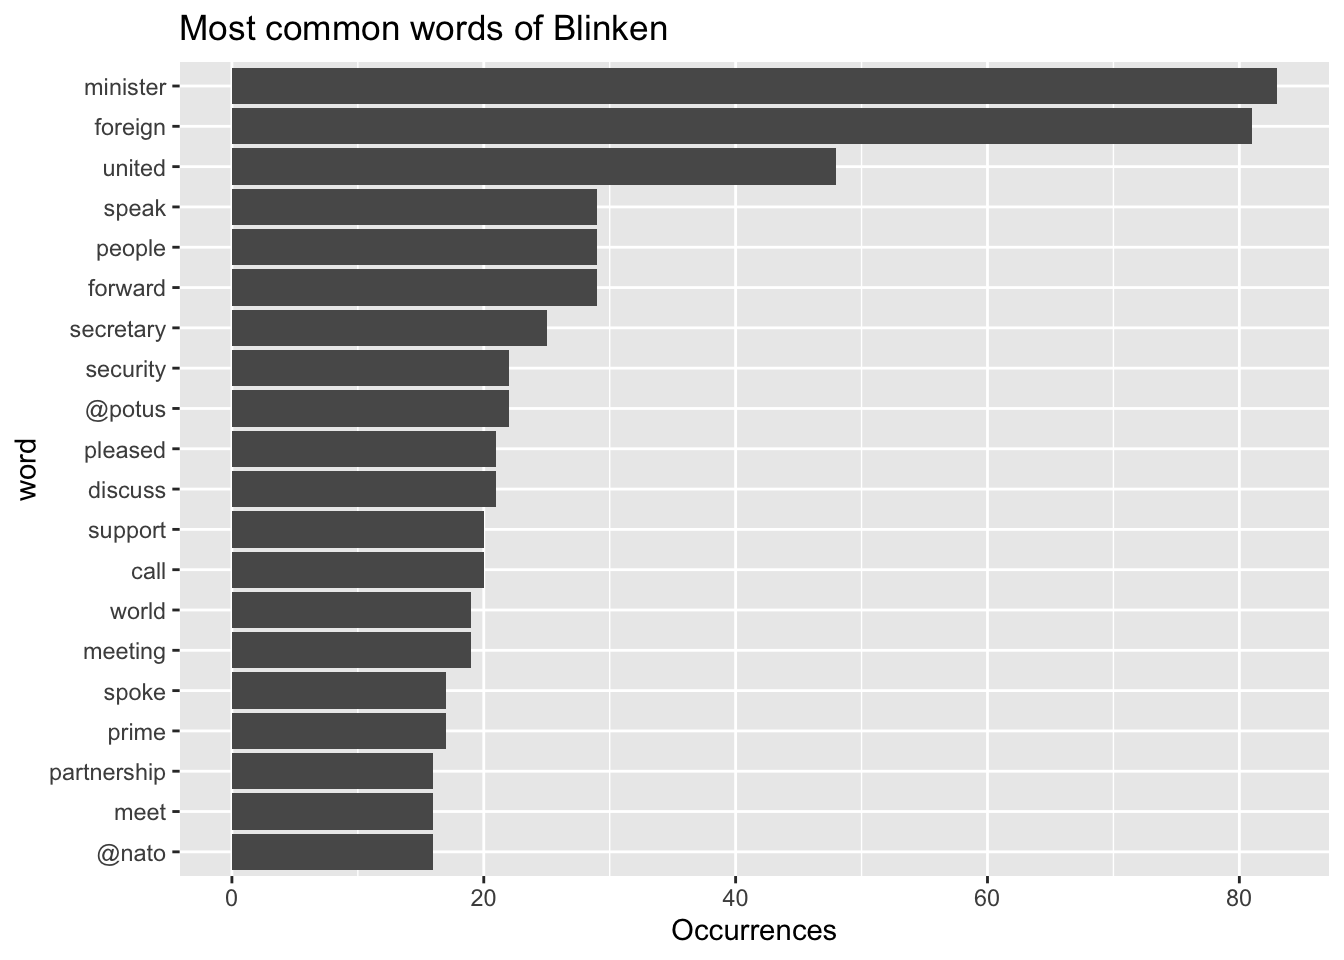 Most common words of Blinken
minister
foreign
united
speak
people
forward
secretary
security
@potus
pleased
discuss
support
call
world
meeting
spoke
prime
partnership
meet
@nato
word
0 20 40 60 80
Occurrences